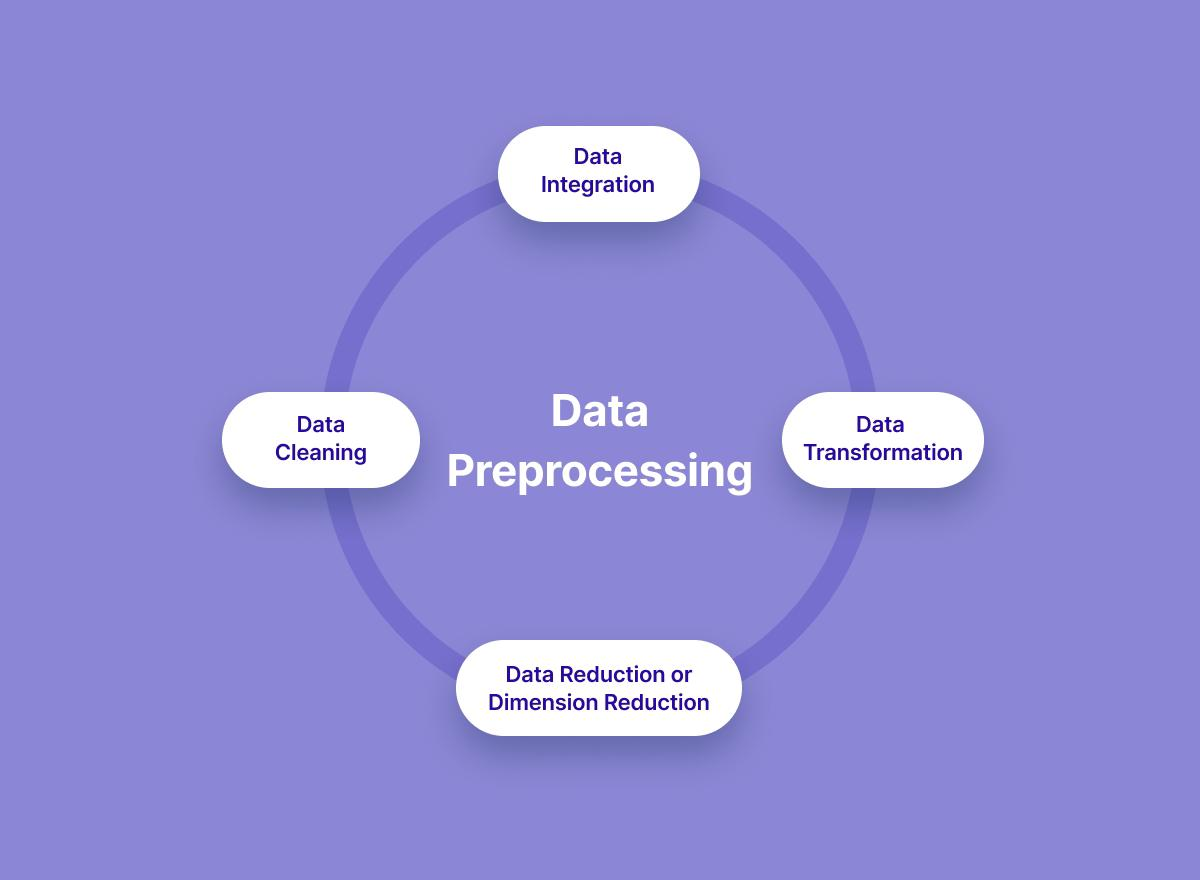 Data
Integration
Data
Cleaning
Data
Preprocessing
Data
Transformation
Data Reduction or
Dimension Reduction